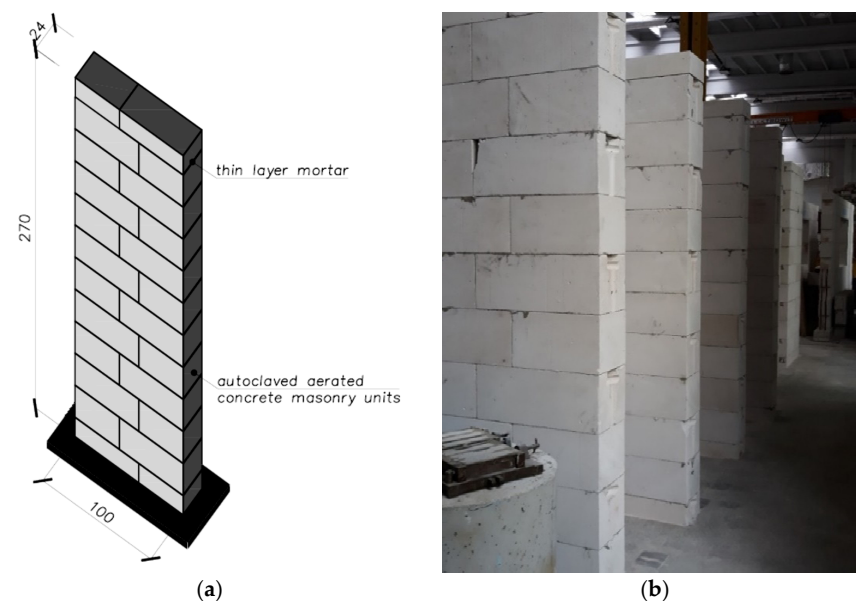 24
270
thin layer mortar
autoclaved aerated
concrete masonry units
100
(a)
(b)